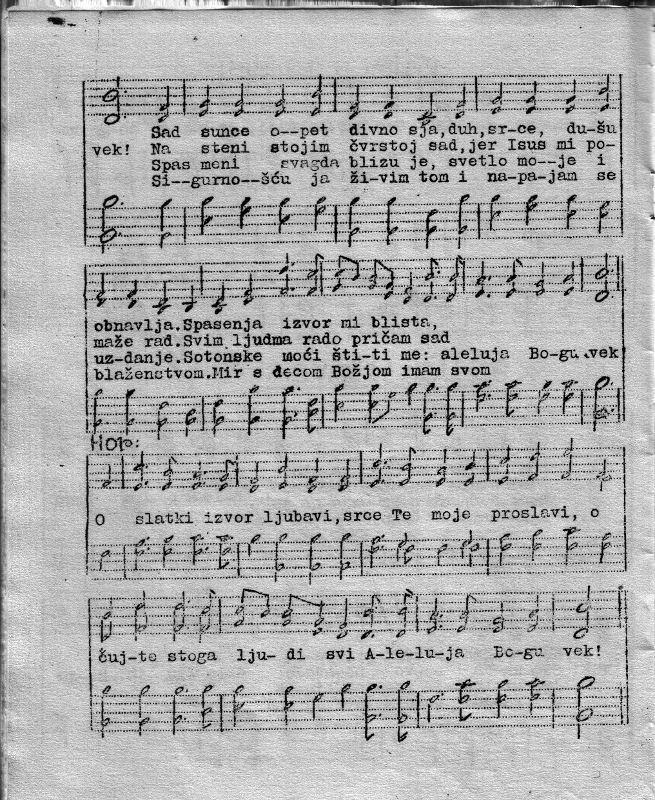 Sad sunce o--pet divno sja,duh,sr-ce, du-šu
vek! Na steni stojim čvrstoj sad,jer Isus mi po-
Spas meni svagda blizu je, svetlo mo--je i
Si--gurno--šću ja ži-vim tom i na-pa-jam se
obnavlja.Spasenja izvor mi blista,
maže rad.Svim ljudma rado pričam sad
uz-danje.Sotonske moći šti-ti me: aleluja Bo-gu vek
blaženstvom.Mir s decom Božjom imam svom
Hor:
O slatki izvor ljubavi,srce Te moje proslavi, o
čuj-te stoga lju- di svi A-le-lu-ja Bo-gu vek!